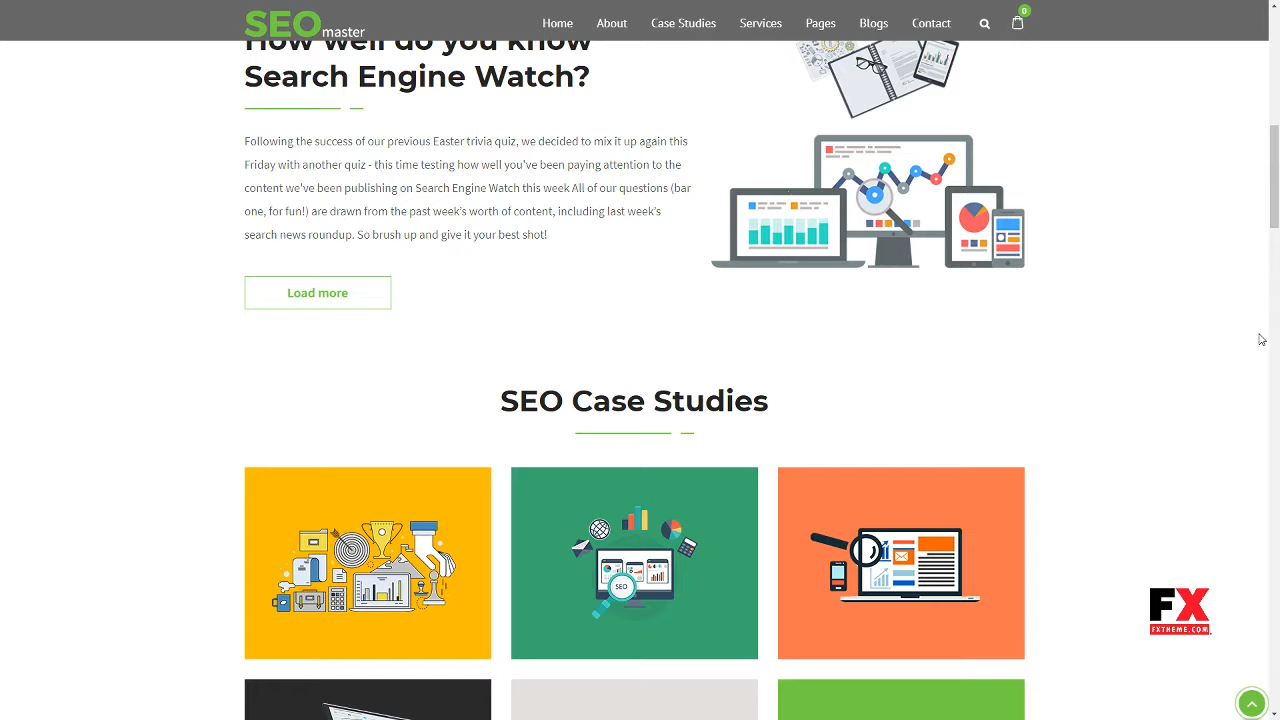 SEO master
Home About Case Studies Services Pages Blogs Contact
0
How well do you know
Search Engine Watch?
Following the success of our previous Easter trivia quiz, we decided to mix it up again this
Friday with another quiz - this time testing how well you've been paying attention to the
content we've been publishing on Search Engine Watch this week All of our questions (bar
one, for fun) are drawn from the past week's worth of content, including last week's
search news roundup. So brush up and give it your best shot!
Load more
SEO Case Studies
SEO
FX
FXTHEME.COM